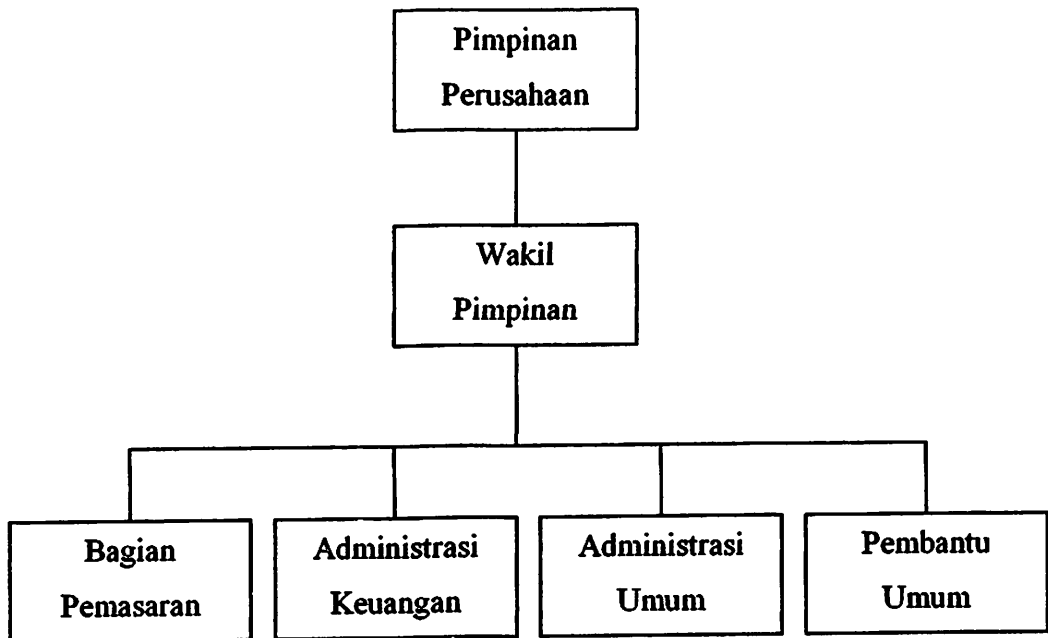 Pimpinan
Perusahaan
Wakil
Pimpinan
Bagian
Pemasaran
Administrasi
Keuangan
Administrasi
Umum
Pembantu
Umum